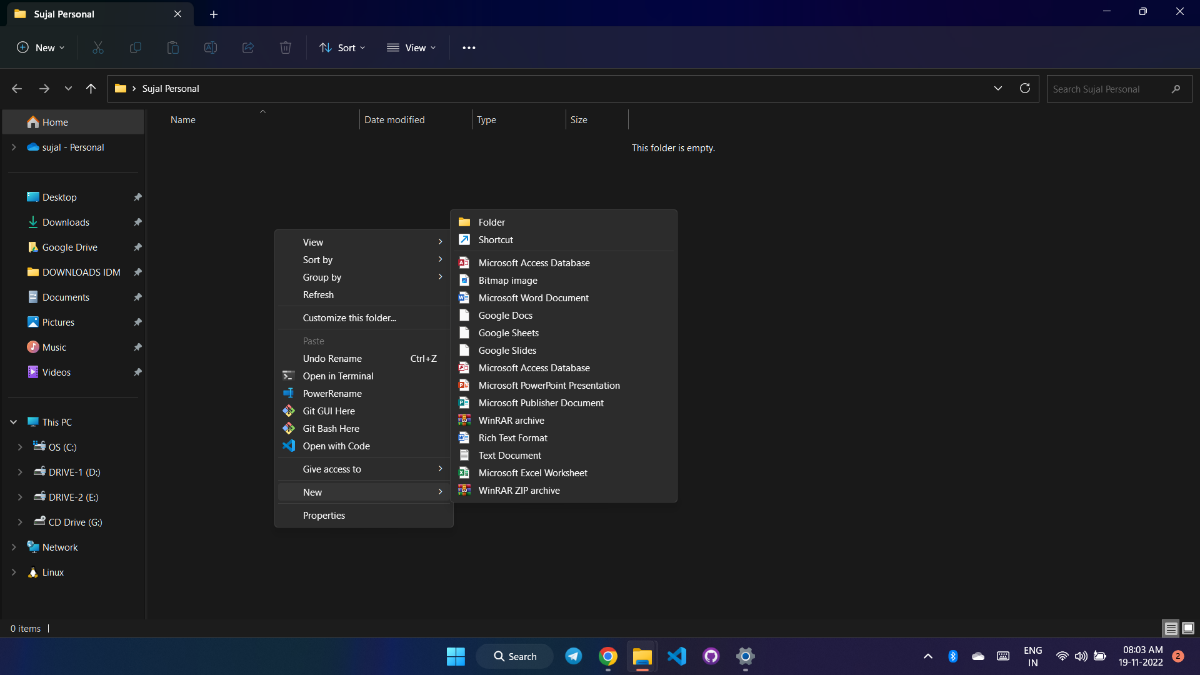 Sujal Personal
New
Sort
View
Sujal Personal
Search Sujal Personal
Home
sujal - Personal
Desktop
Downloads
Google Drive
DOWNLOADS IDM
Documents
Pictures
Music
Videos
This PC
OS (C:)
DRIVE-1 (D:)
DRIVE-2 (E:)
CD Drive (G:)
Network
Linux
Name
Date modified
Type
Size
This folder is empty.
View
Sort by
Group by
Refresh
Customize this folder...
Paste
Undo Rename Ctrl+Z
Open in Terminal
PowerRename
Git GUI Here
Git Bash Here
Open with Code
Give access to
New
Properties
Folder
Shortcut
Microsoft Access Database
Bitmap image
Microsoft Word Document
Google Docs
Google Sheets
Google Slides
Microsoft Access Database
Microsoft PowerPoint Presentation
Microsoft Publisher Document
WinRAR archive
Rich Text Format
Text Document
Microsoft Excel Worksheet
WinRAR ZIP archive
0 items
Search
ENG
IN
08:03 AM
19-11-2022
2